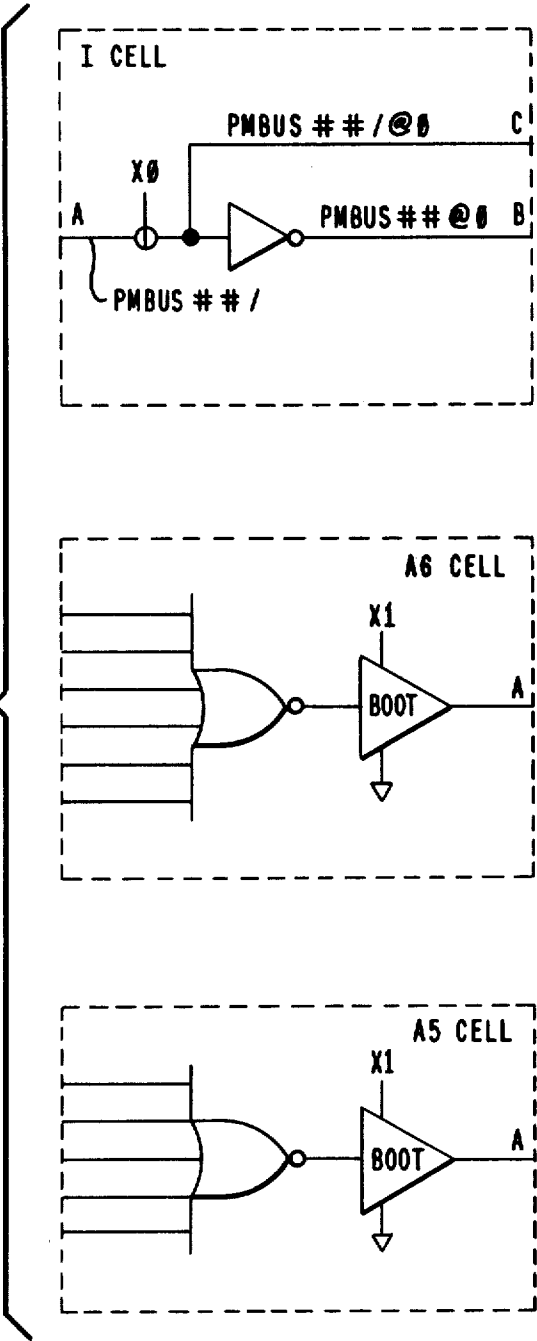 I CELL
PMBUS ##/@0 C
X0
A PMBUS ##@0 B
PMBUS ##/
A6 CELL
X1
BOOT A
A5 CELL
X1
BOOT A